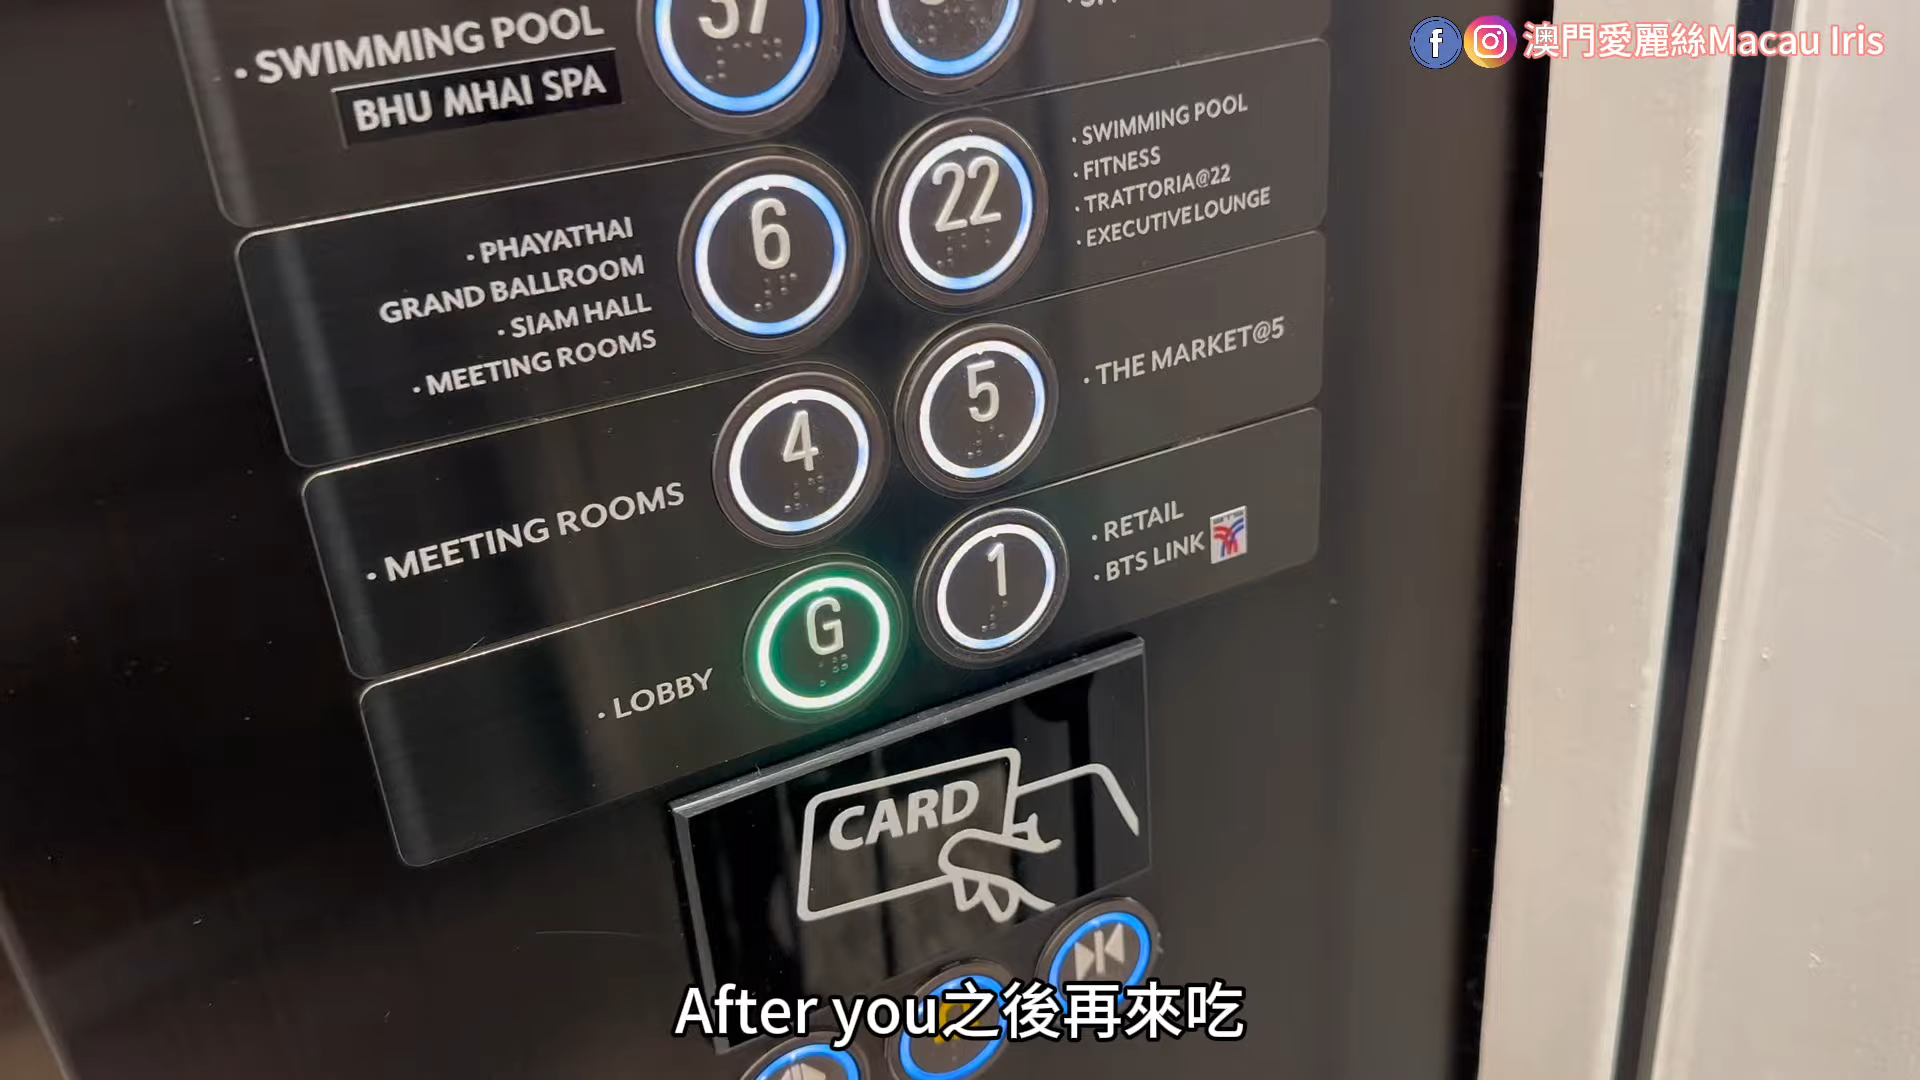 澳門愛麗絲Macau Iris
· SWIMMING POOL
BHU MHAI SPA
37
22
· SWIMMING POOL
· FITNESS
· TRATTORIA@22
· EXECUTIVE LOUNGE
· PHAYATHAI
GRAND BALLROOM
· SIAM HALL
· MEETING ROOMS
6
5
· THE MARKET@5
· MEETING ROOMS
4
1
· RETAIL
· BTS LINK
· LOBBY
G
CARD
After you之後再來吃